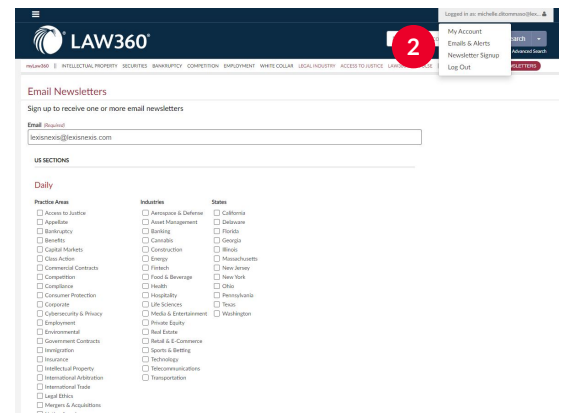 Logged in as: michelle.ditommaso@lex...
LAW360®
2
My Account
Emails & Alerts
Newsletter Signup
Log Out
Advanced Search
myLaw360 || INTELLECTUAL PROPERTY SECURITIES BANKRUPTCY COMPETITION EMPLOYMENT WHITE COLLAR LEGAL INDUSTRY ACCESS TO JUSTICE
Email Newsletters
Sign up to receive one or more email newsletters
Email (Required)
lexisnexis@lexisnexis.com
US SECTIONS
Daily
Practice Areas Industries States
Access to Justice Aerospace & Defense California
Appellate Asset Management Delaware
Bankruptcy Banking Florida
Benefits Cannabis Georgia
Capital Markets Construction Illinois
Class Action Energy Massachusetts
Commercial Contracts Fintech New Jersey
Competition Food & Beverage New York
Compliance Health Ohio
Consumer Protection Hospitality Pennsylvania
Corporate Life Sciences Texas
Cybersecurity & Privacy Media & Entertainment Washington
Employment Private Equity
Environmental Real Estate
Government Contracts Retail & E-Commerce
Immigration Sports & Betting
Insurance Technology
Intellectual Property Telecommunications
International Arbitration Transportation
International Trade
Legal Ethics
Mergers & Acquisitions